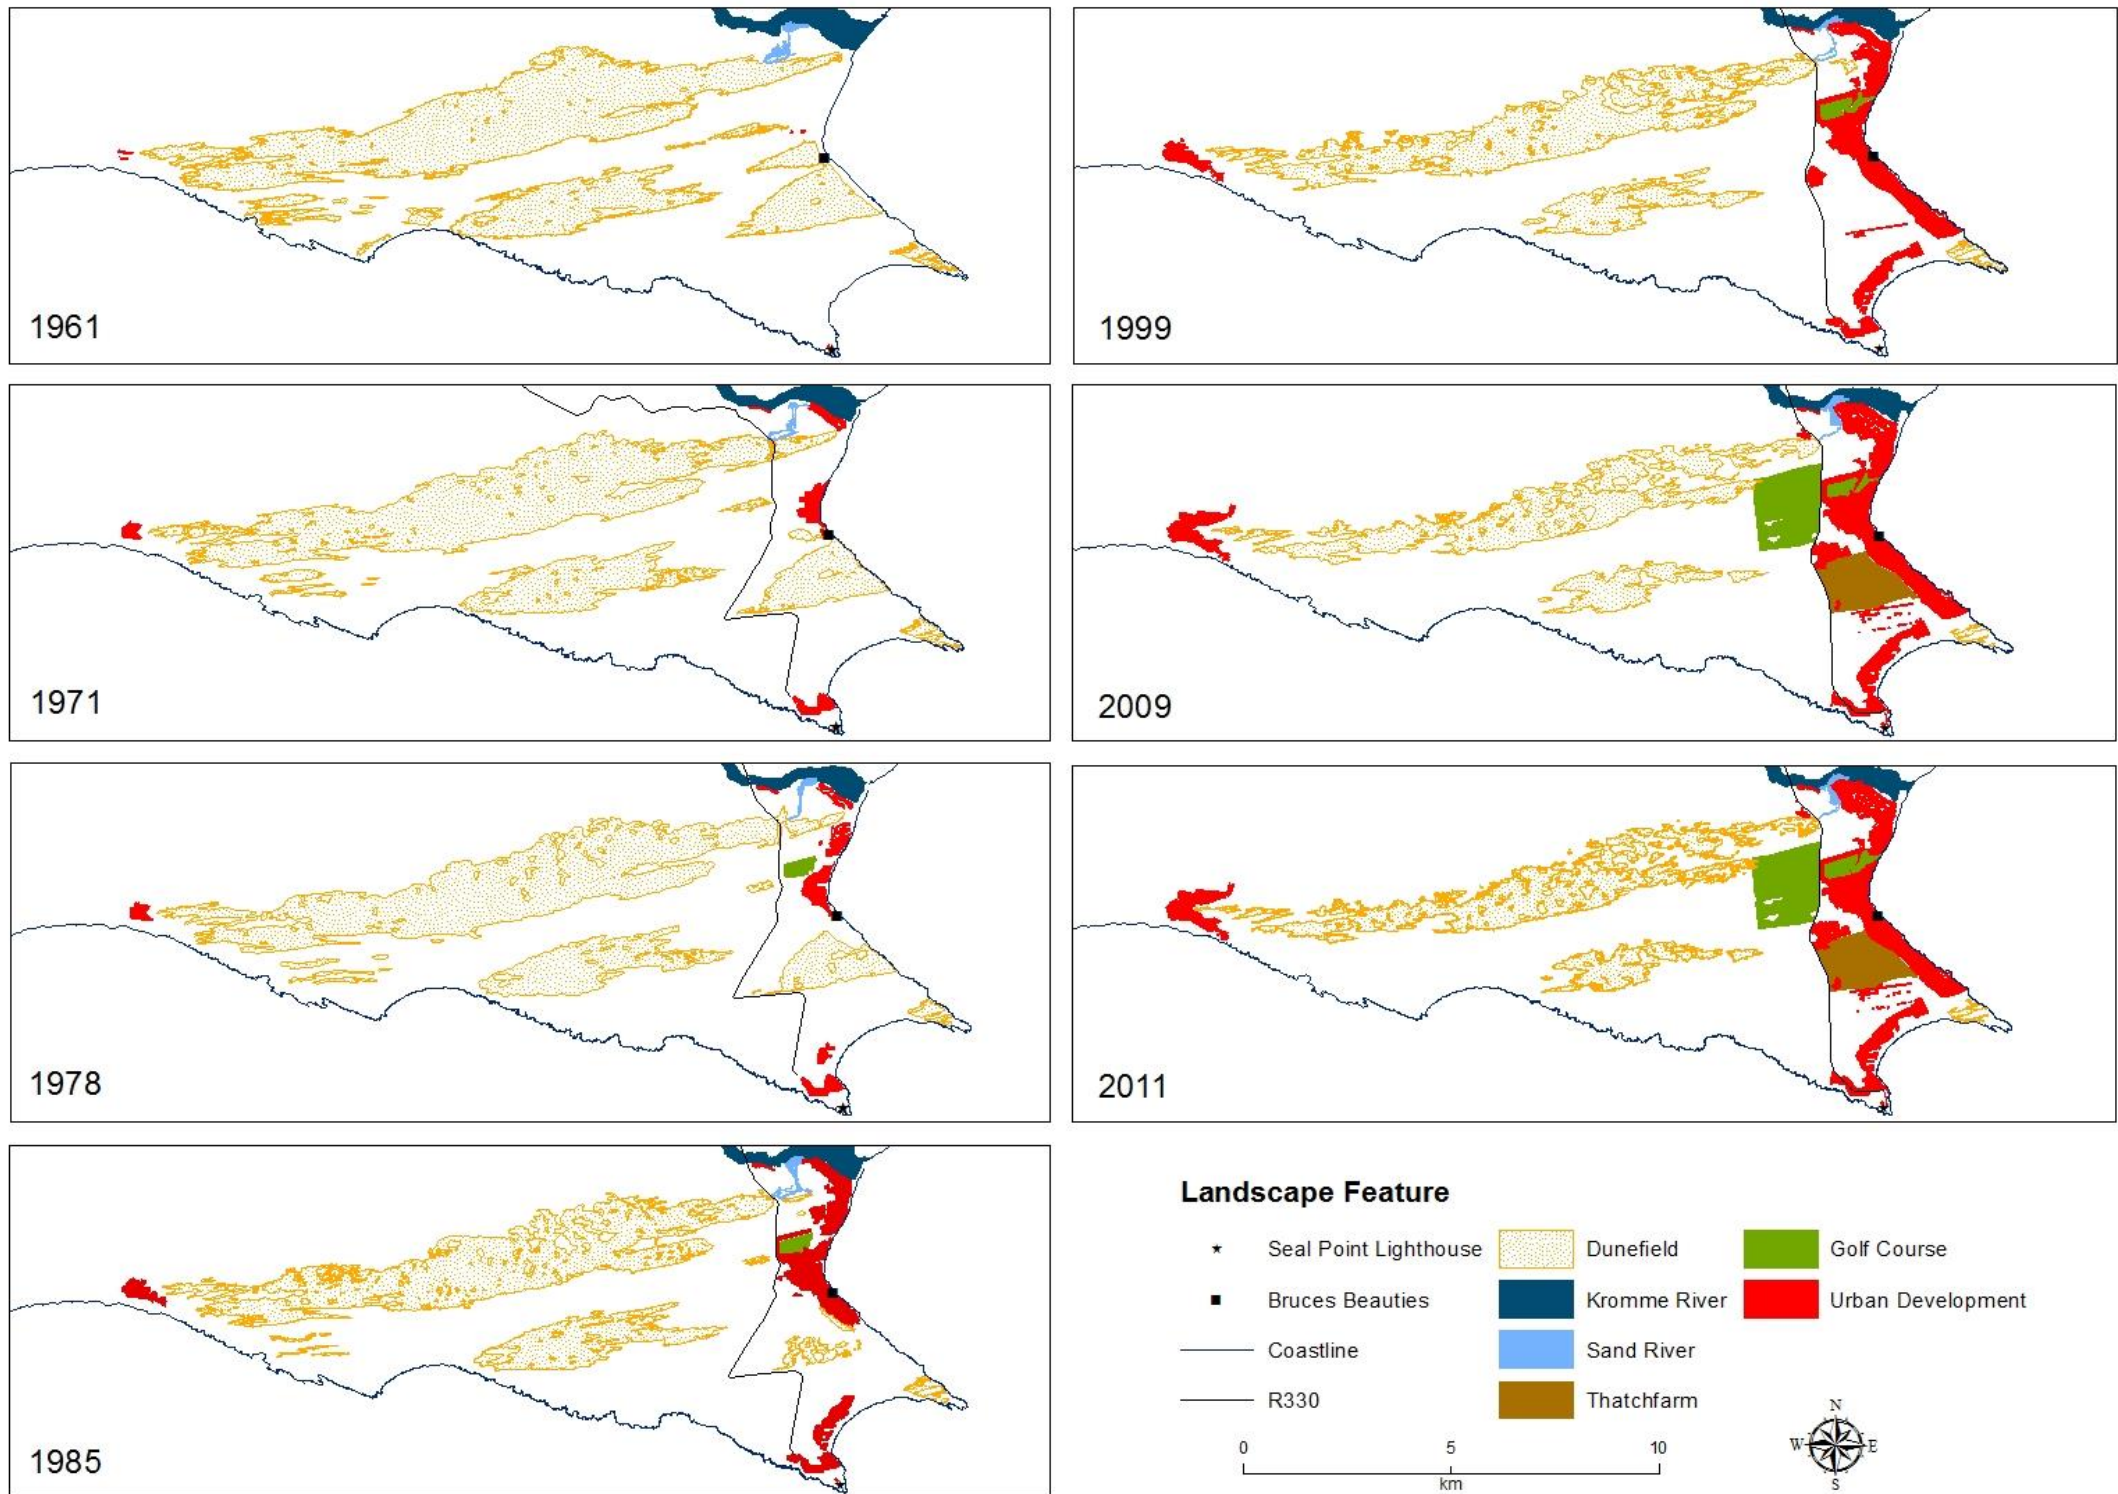 1961
1999
1971
2009
1978
2011
1985
Landscape Feature
Seal Point Lighthouse
Dunefield
Golf Course
Bruces Beauties
Kromme River
Urban Development
Coastline
Sand River
R330
Thatchfarm
0 5 10
km
N
W E
S